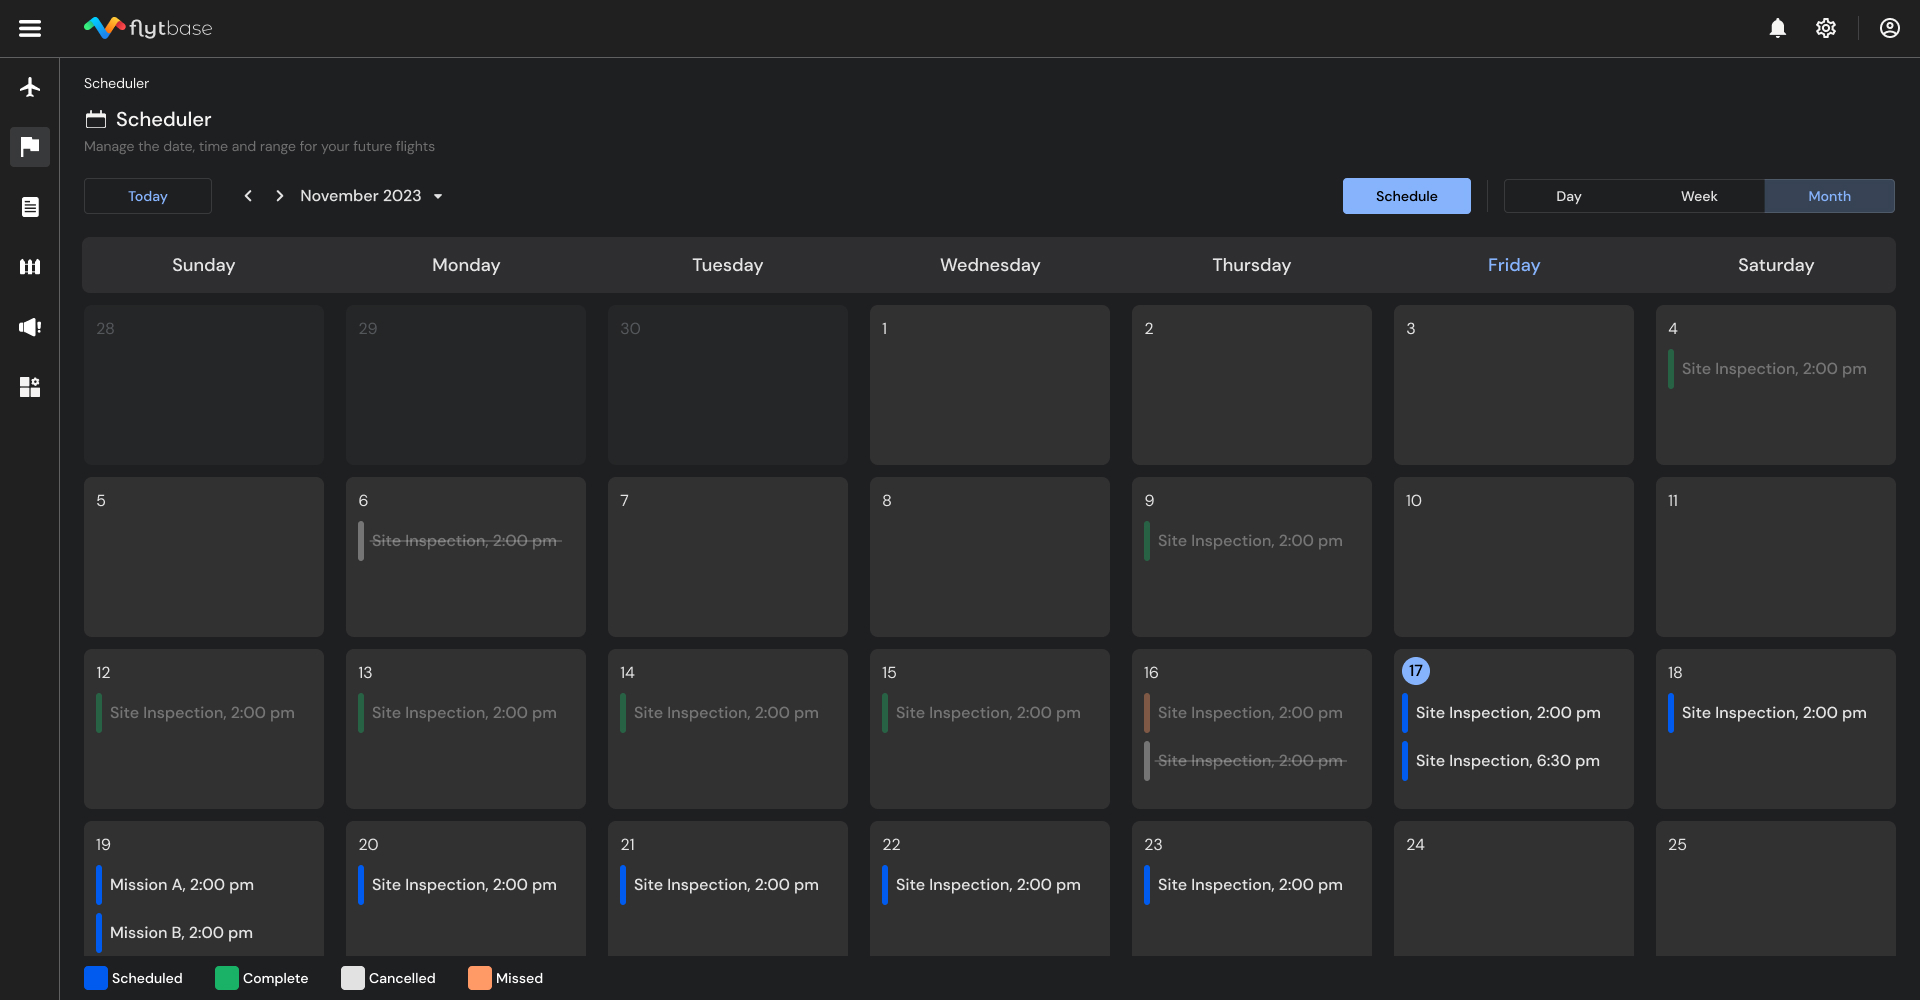 flytbase
Scheduler
Scheduler
Manage the date, time and range for your future flights
Today
November 2023
Schedule
Day
Week
Month
Sunday
Monday
Tuesday
Wednesday
Thursday
Friday
Saturday
28
29
30
1
2
3
4
Site Inspection, 2:00 pm
5
6
Site Inspection, 2:00 pm
7
8
9
Site Inspection, 2:00 pm
10
11
12
Site Inspection, 2:00 pm
13
Site Inspection, 2:00 pm
14
Site Inspection, 2:00 pm
15
Site Inspection, 2:00 pm
16
Site Inspection, 2:00 pm
Site Inspection, 2:00 pm
17
Site Inspection, 2:00 pm
Site Inspection, 6:30 pm
18
Site Inspection, 2:00 pm
19
Mission A, 2:00 pm
Mission B, 2:00 pm
20
Site Inspection, 2:00 pm
21
Site Inspection, 2:00 pm
22
Site Inspection, 2:00 pm
23
Site Inspection, 2:00 pm
24
25
Scheduled
Complete
Cancelled
Missed